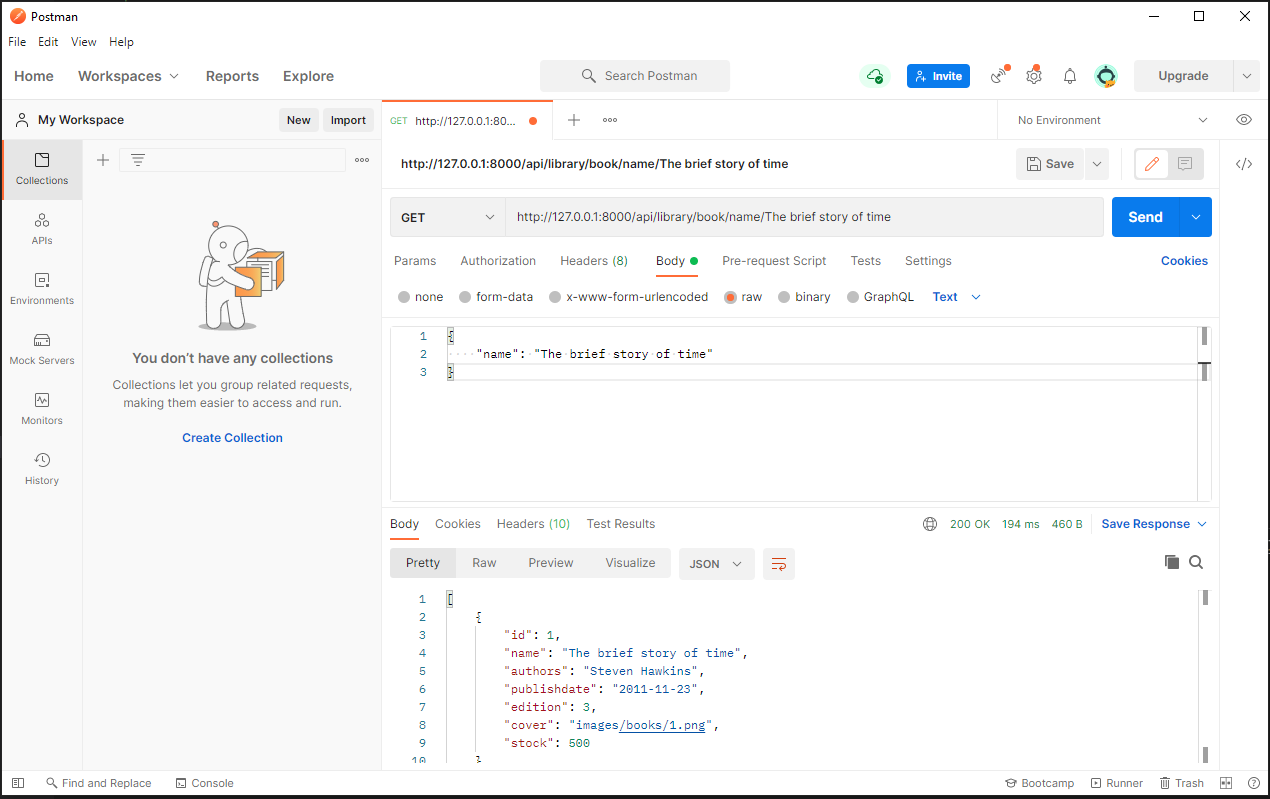 Postman
File Edit View Help
Home Workspaces Reports Explore Search Postman Invite Upgrade
My Workspace New Import GET http://127.0.0.1:80... No Environment
http://127.0.0.1:8000/api/library/book/name/The brief story of time Save
Collections
APIs
Environments
Mock Servers
Monitors
History
You don't have any collections
Collections let you group related requests,
making them easier to access and run.
Create Collection
GET http://127.0.0.1:8000/api/library/book/name/The brief story of time Send
Params Authorization Headers (8) Body Pre-request Script Tests Settings Cookies
none form-data x-www-form-urlencoded raw binary GraphQL Text
1 {
2 "name": "The brief story of time"
3 }
Body Cookies Headers (10) Test Results 200 OK 194 ms 460 B Save Response
Pretty Raw Preview Visualize JSON
1 [
2 {
3 "id": 1,
4 "name": "The brief story of time",
5 "authors": "Steven Hawkins",
6 "publishdate": "2011-11-23",
7 "edition": 3,
8 "cover": "images/books/1.png",
9 "stock": 500
10 }
Find and Replace Console Bootcamp Runner Trash